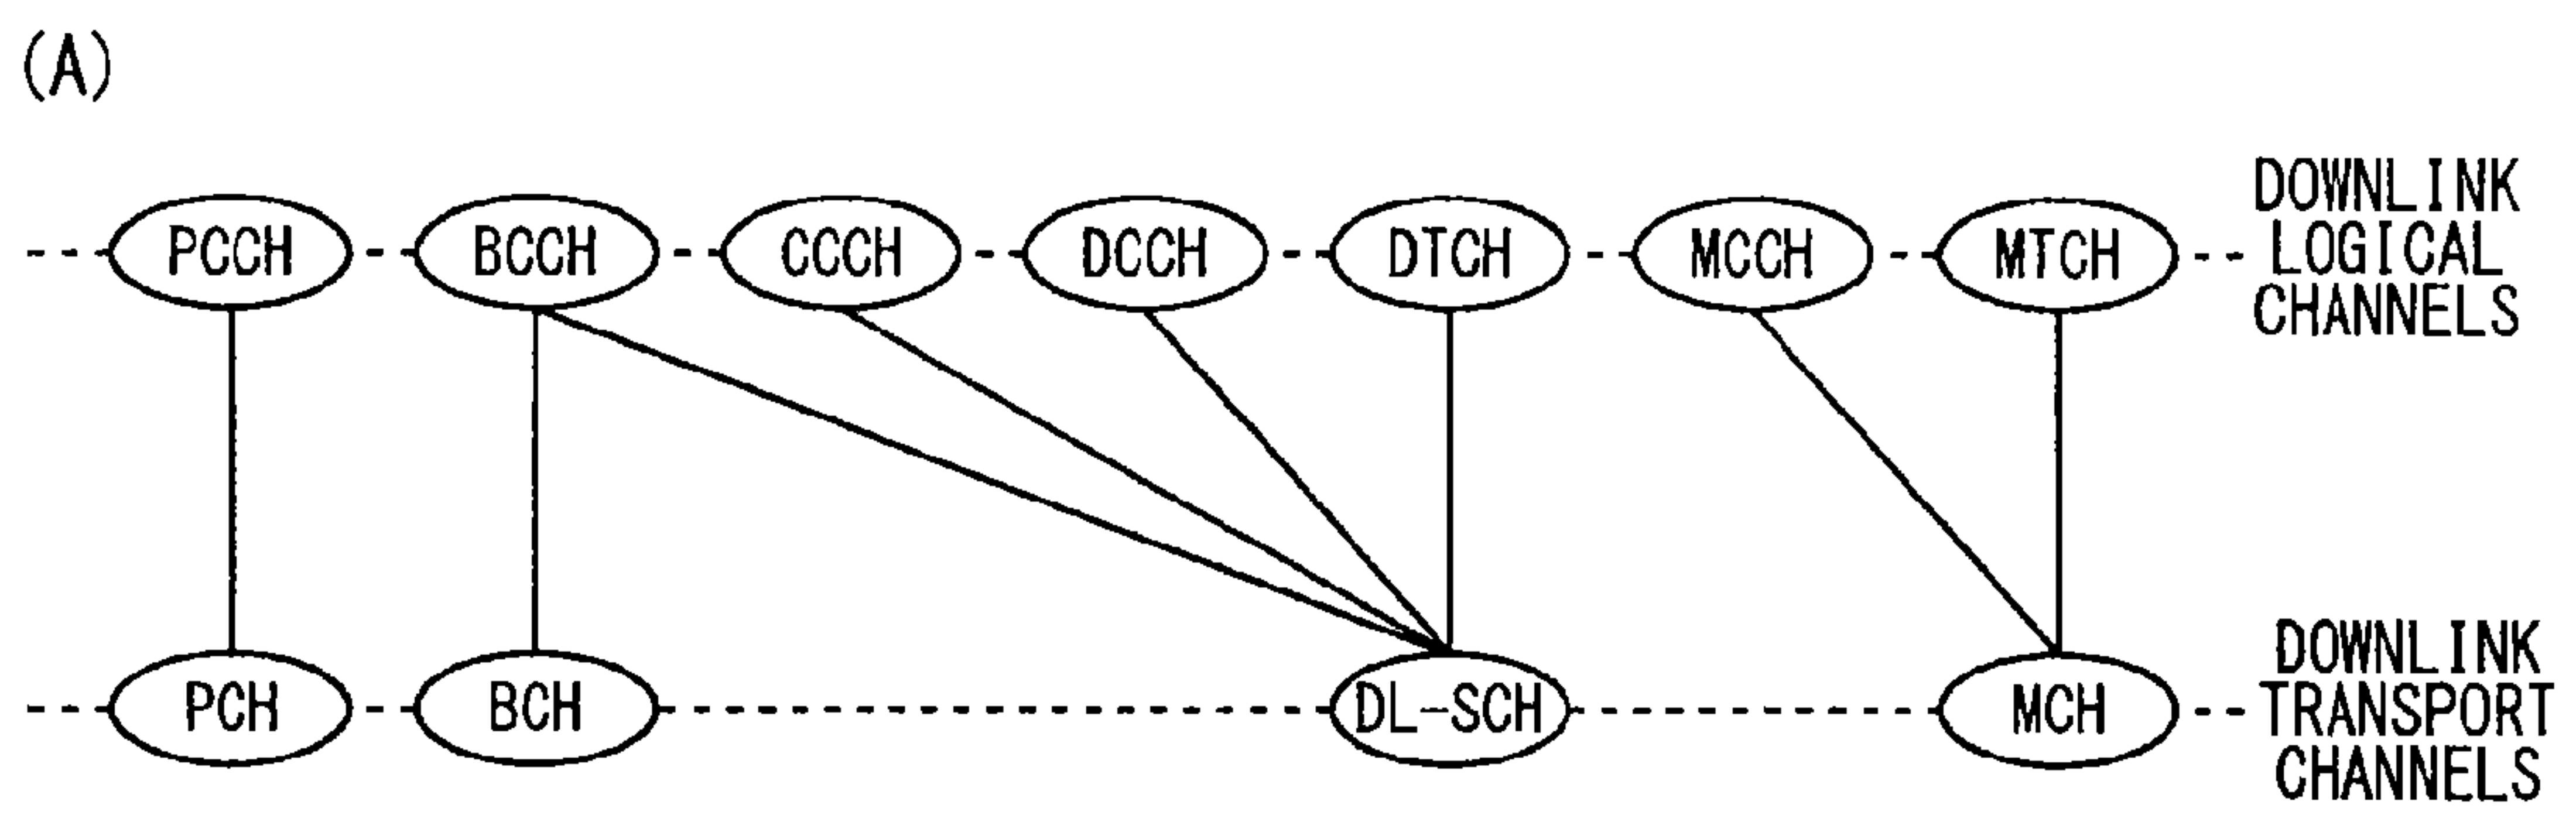 (A)
PCCH BCCH CCCH DCCH DTCH MCCH MTCH
DOWNLINK
LOGICAL
CHANNELS
PCH BCH DL-SCH MCH
DOWNLINK
TRANSPORT
CHANNELS